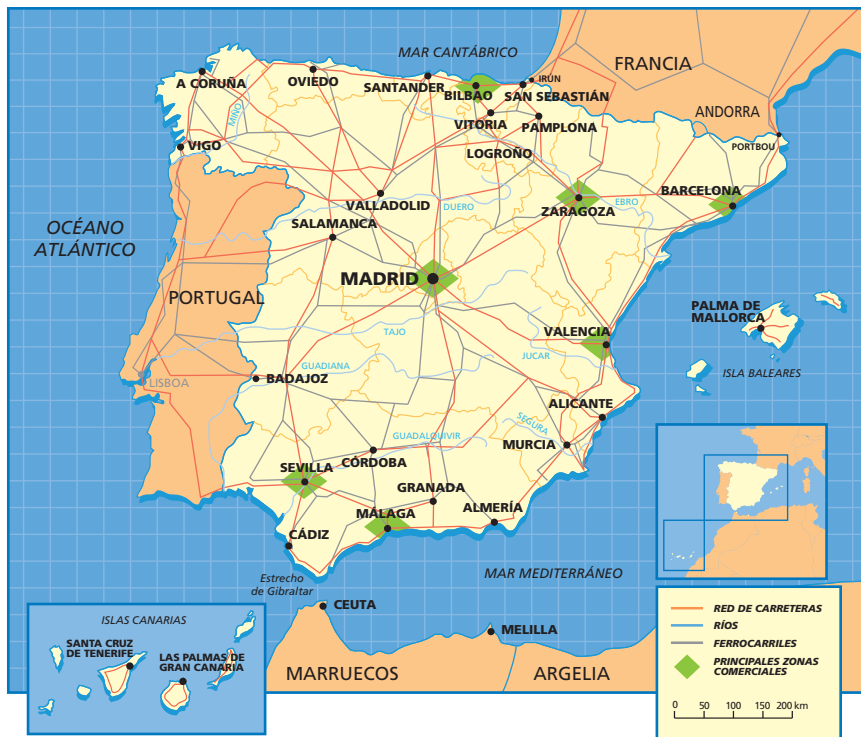 MAR CANTÁBRICO
FRANCIA
A CORUÑA
OVIEDO
SANTANDER
BILBAO
IRÚN
SAN SEBASTIÁN
ANDORRA
MIÑO
VITORIA
PAMPLONA
PORTBOU
VIGO
LOGROÑO
BARCELONA
VALLADOLID
DUERO
ZARAGOZA
EBRO
OCÉANO
ATLÁNTICO
SALAMANCA
MADRID
PORTUGAL
PALMA DE
MALLORCA
TAJO
VALENCIA
JUCAR
GUADIANA
ISLA BALEARES
LISBOA
BADAJOZ
ALICANTE
SEGURA
GUADALQUIVIR
MURCIA
SEVILLA
CÓRDOBA
GRANADA
MÁLAGA
ALMERÍA
CÁDIZ
MAR MEDITERRÁNEO
Estrecho
de Gibraltar
CEUTA
MELILLA
MARRUECOS
ARGELIA
ISLAS CANARIAS
SANTA CRUZ
DE TENERIFE
LAS PALMAS DE
GRAN CANARIA
RED DE CARRETERAS
RÍOS
FERROCARRILES
PRINCIPALES ZONAS
COMERCIALES
0 50 100 150 200 km